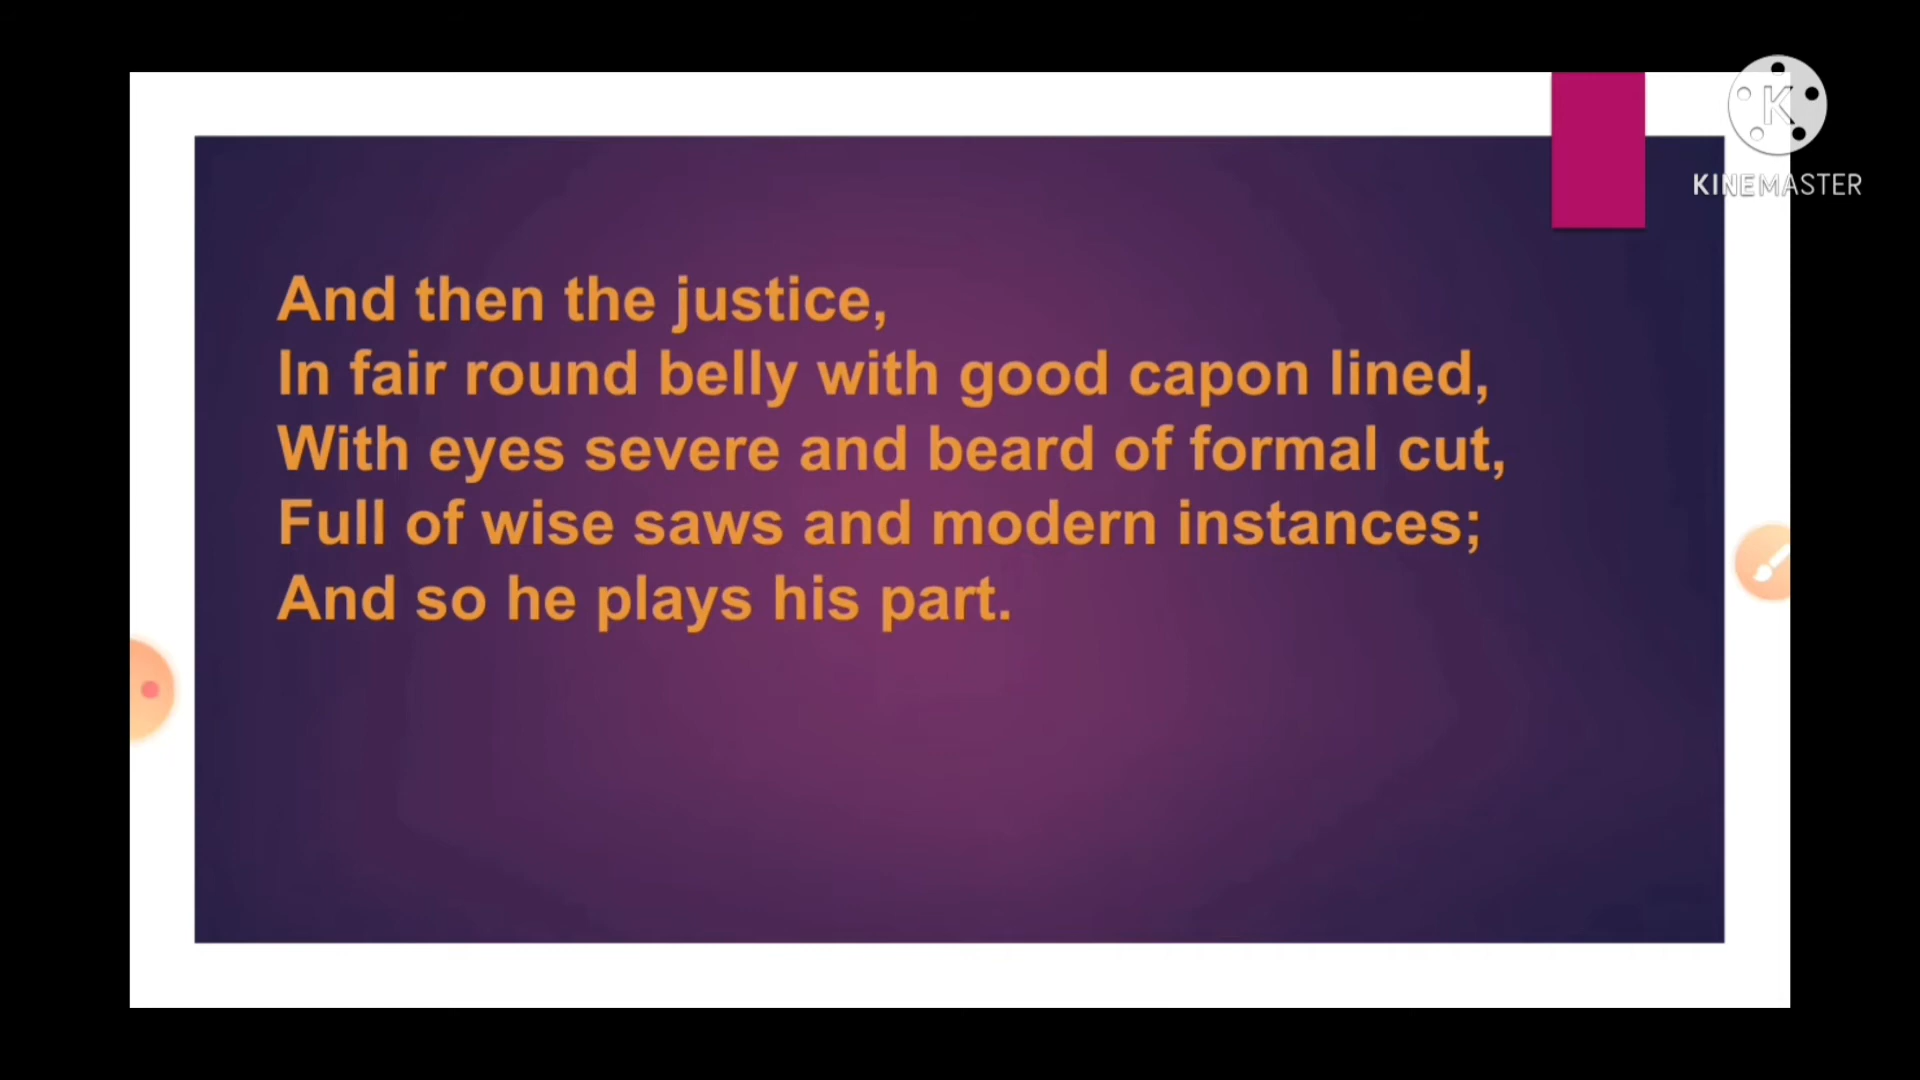 K
KINEMASTER
And then the justice,
In fair round belly with good capon lined,
With eyes severe and beard of formal cut,
Full of wise saws and modern instances;
And so he plays his part.